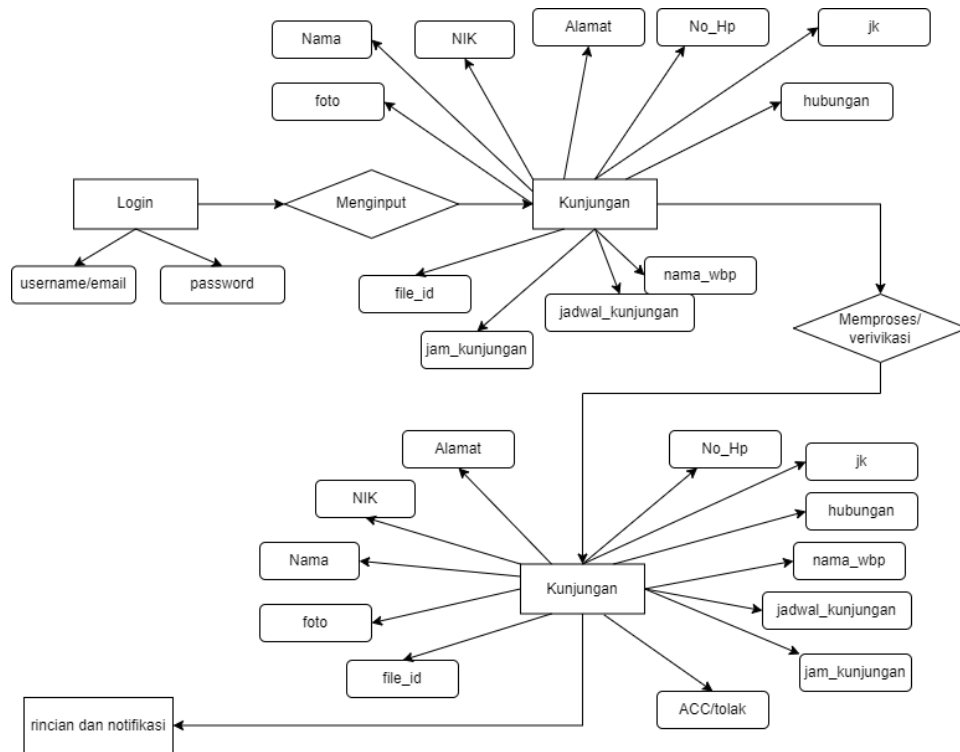 Nama
NIK
Alamat
No_Hp
jk
foto
hubungan
Login
Menginput
Kunjungan
username/email
password
file_id
nama_wbp
jadwal_kunjungan
jam_kunjungan
Memproses/
verivikasi
Alamat
No_Hp
jk
NIK
hubungan
Nama
nama_wbp
Kunjungan
foto
jadwal_kunjungan
file_id
jam_kunjungan
ACC/tolak
rincian dan notifikasi